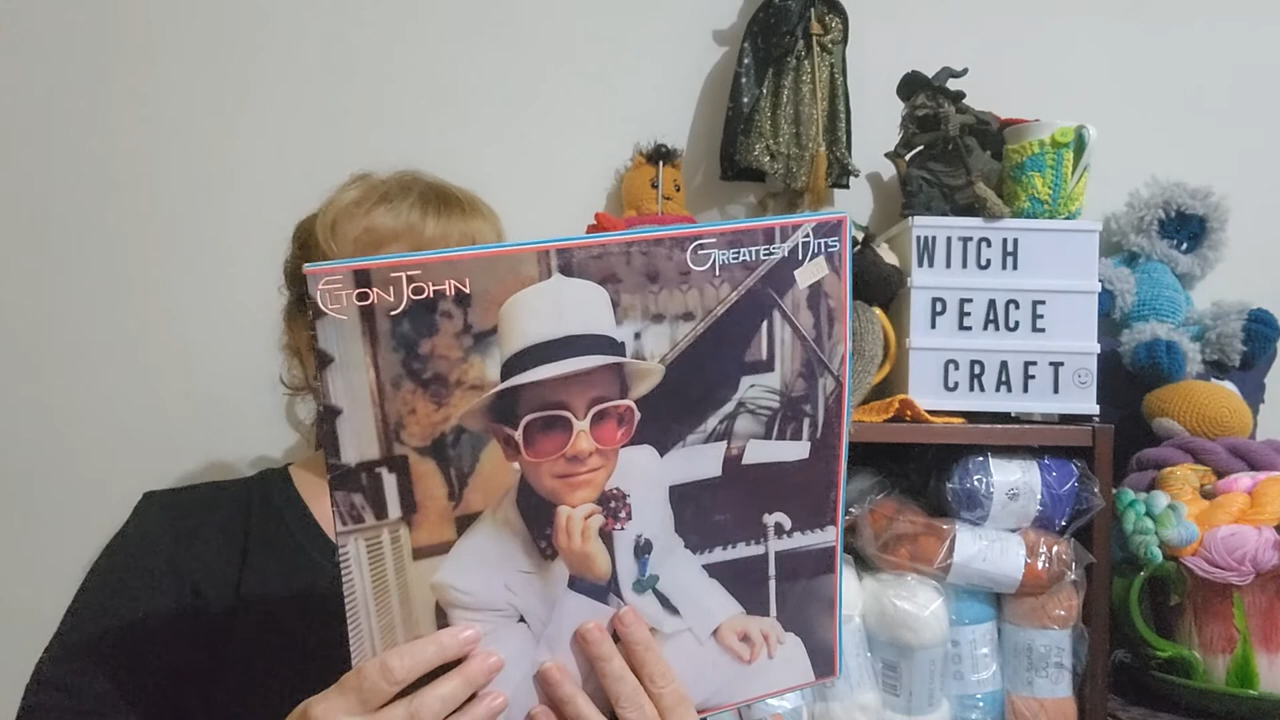 ELTON JOHN
GREATEST HITS
WITCH
PEACE
CRAFT